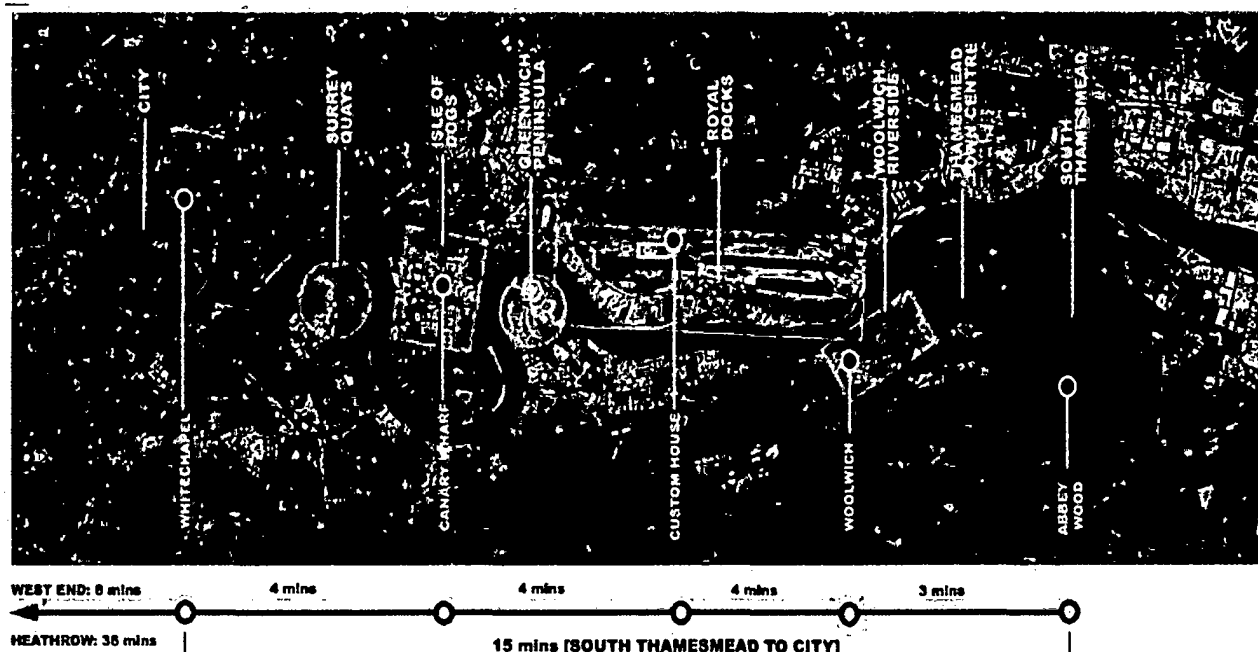 CITY
SURREY
QUAYS
ISLE OF
DOGS
GREENWICH
PENINSULA
ROYAL
DOCKS
WOOLWICH
RIVERSIDE
THAMESMEAD
TOWN CENTRE
SOUTH
THAMESMEAD
WHITECHAPEL
CANARY WHARF
CUSTOM HOUSE
WOOLWICH
ABBEY
WOOD
WEST END: 8 mins
4 mins
4 mins
4 mins
3 mins
HEATHROW: 36 mins
15 mins [SOUTH THAMESMEAD TO CITY]